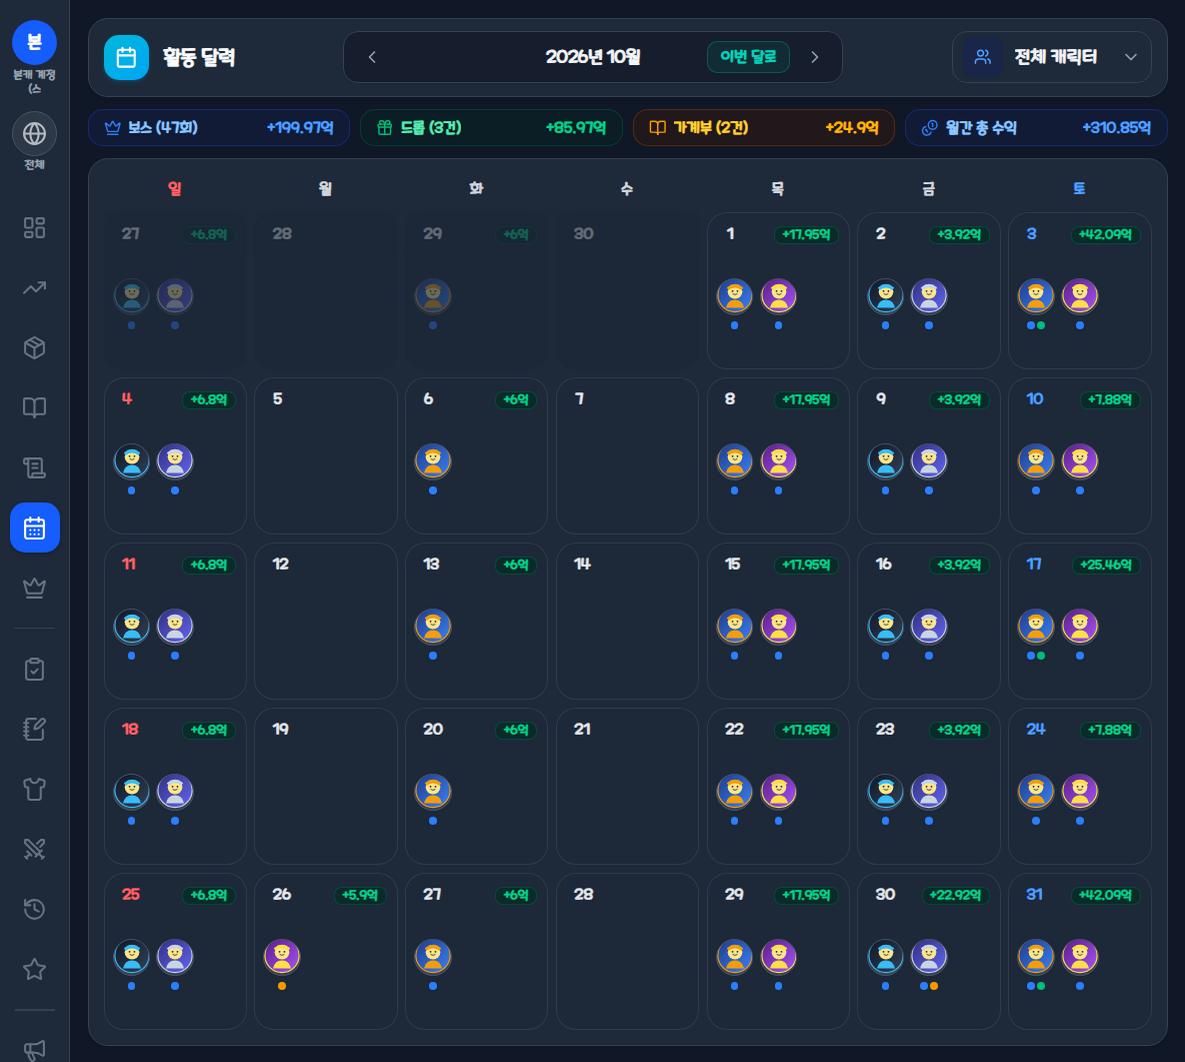 본
본캐 계정
(스
전체
활동 달력
2026년 10월
이번 달로
전체 캐릭터
보스 (47회) +199.97억
드롭 (3건) +85.97억
가계부 (2건) +24.9억
월간 총 수익 +310.85억
일 월 화 수 목 금 토
27 +6.8억 28 29 +6억 30 1 +17.95억 2 +3.92억 3 +42.09억
4 +6.8억 5 6 +6억 7 8 +17.95억 9 +3.92억 10 +7.88억
11 +6.8억 12 13 +6억 14 15 +17.95억 16 +3.92억 17 +25.46억
18 +6.8억 19 20 +6억 21 22 +17.95억 23 +3.92억 24 +7.88억
25 +6.8억 26 +5.9억 27 +6억 28 29 +17.95억 30 +22.92억 31 +42.09억